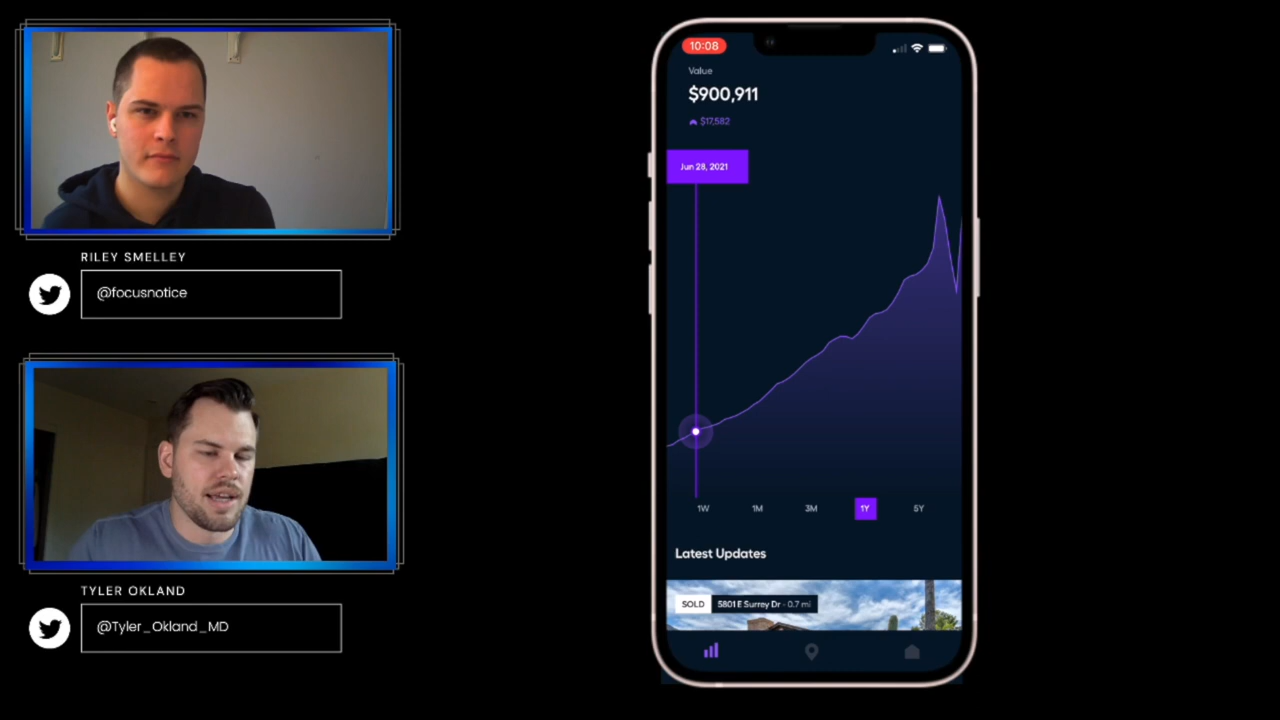 RILEY SMELLEY
@focusnotice
TYLER OKLAND
@Tyler_Okland_MD
10:08
Value
$900,911
$17,582
Jun 28, 2021
1W 1M 3M 1Y 5Y
Latest Updates
SOLD 5801 E Surrey Dr - 0.7 mi